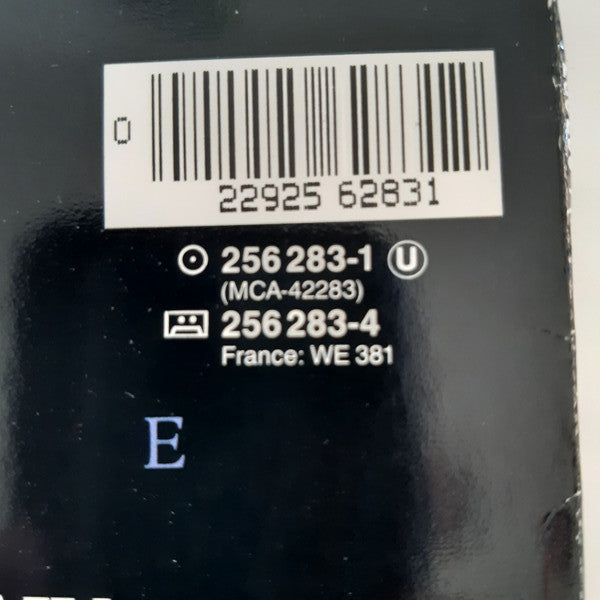 0
22925 62831
256 283-1 U
(MCA-42283)
256 283-4
France: WE 381
E